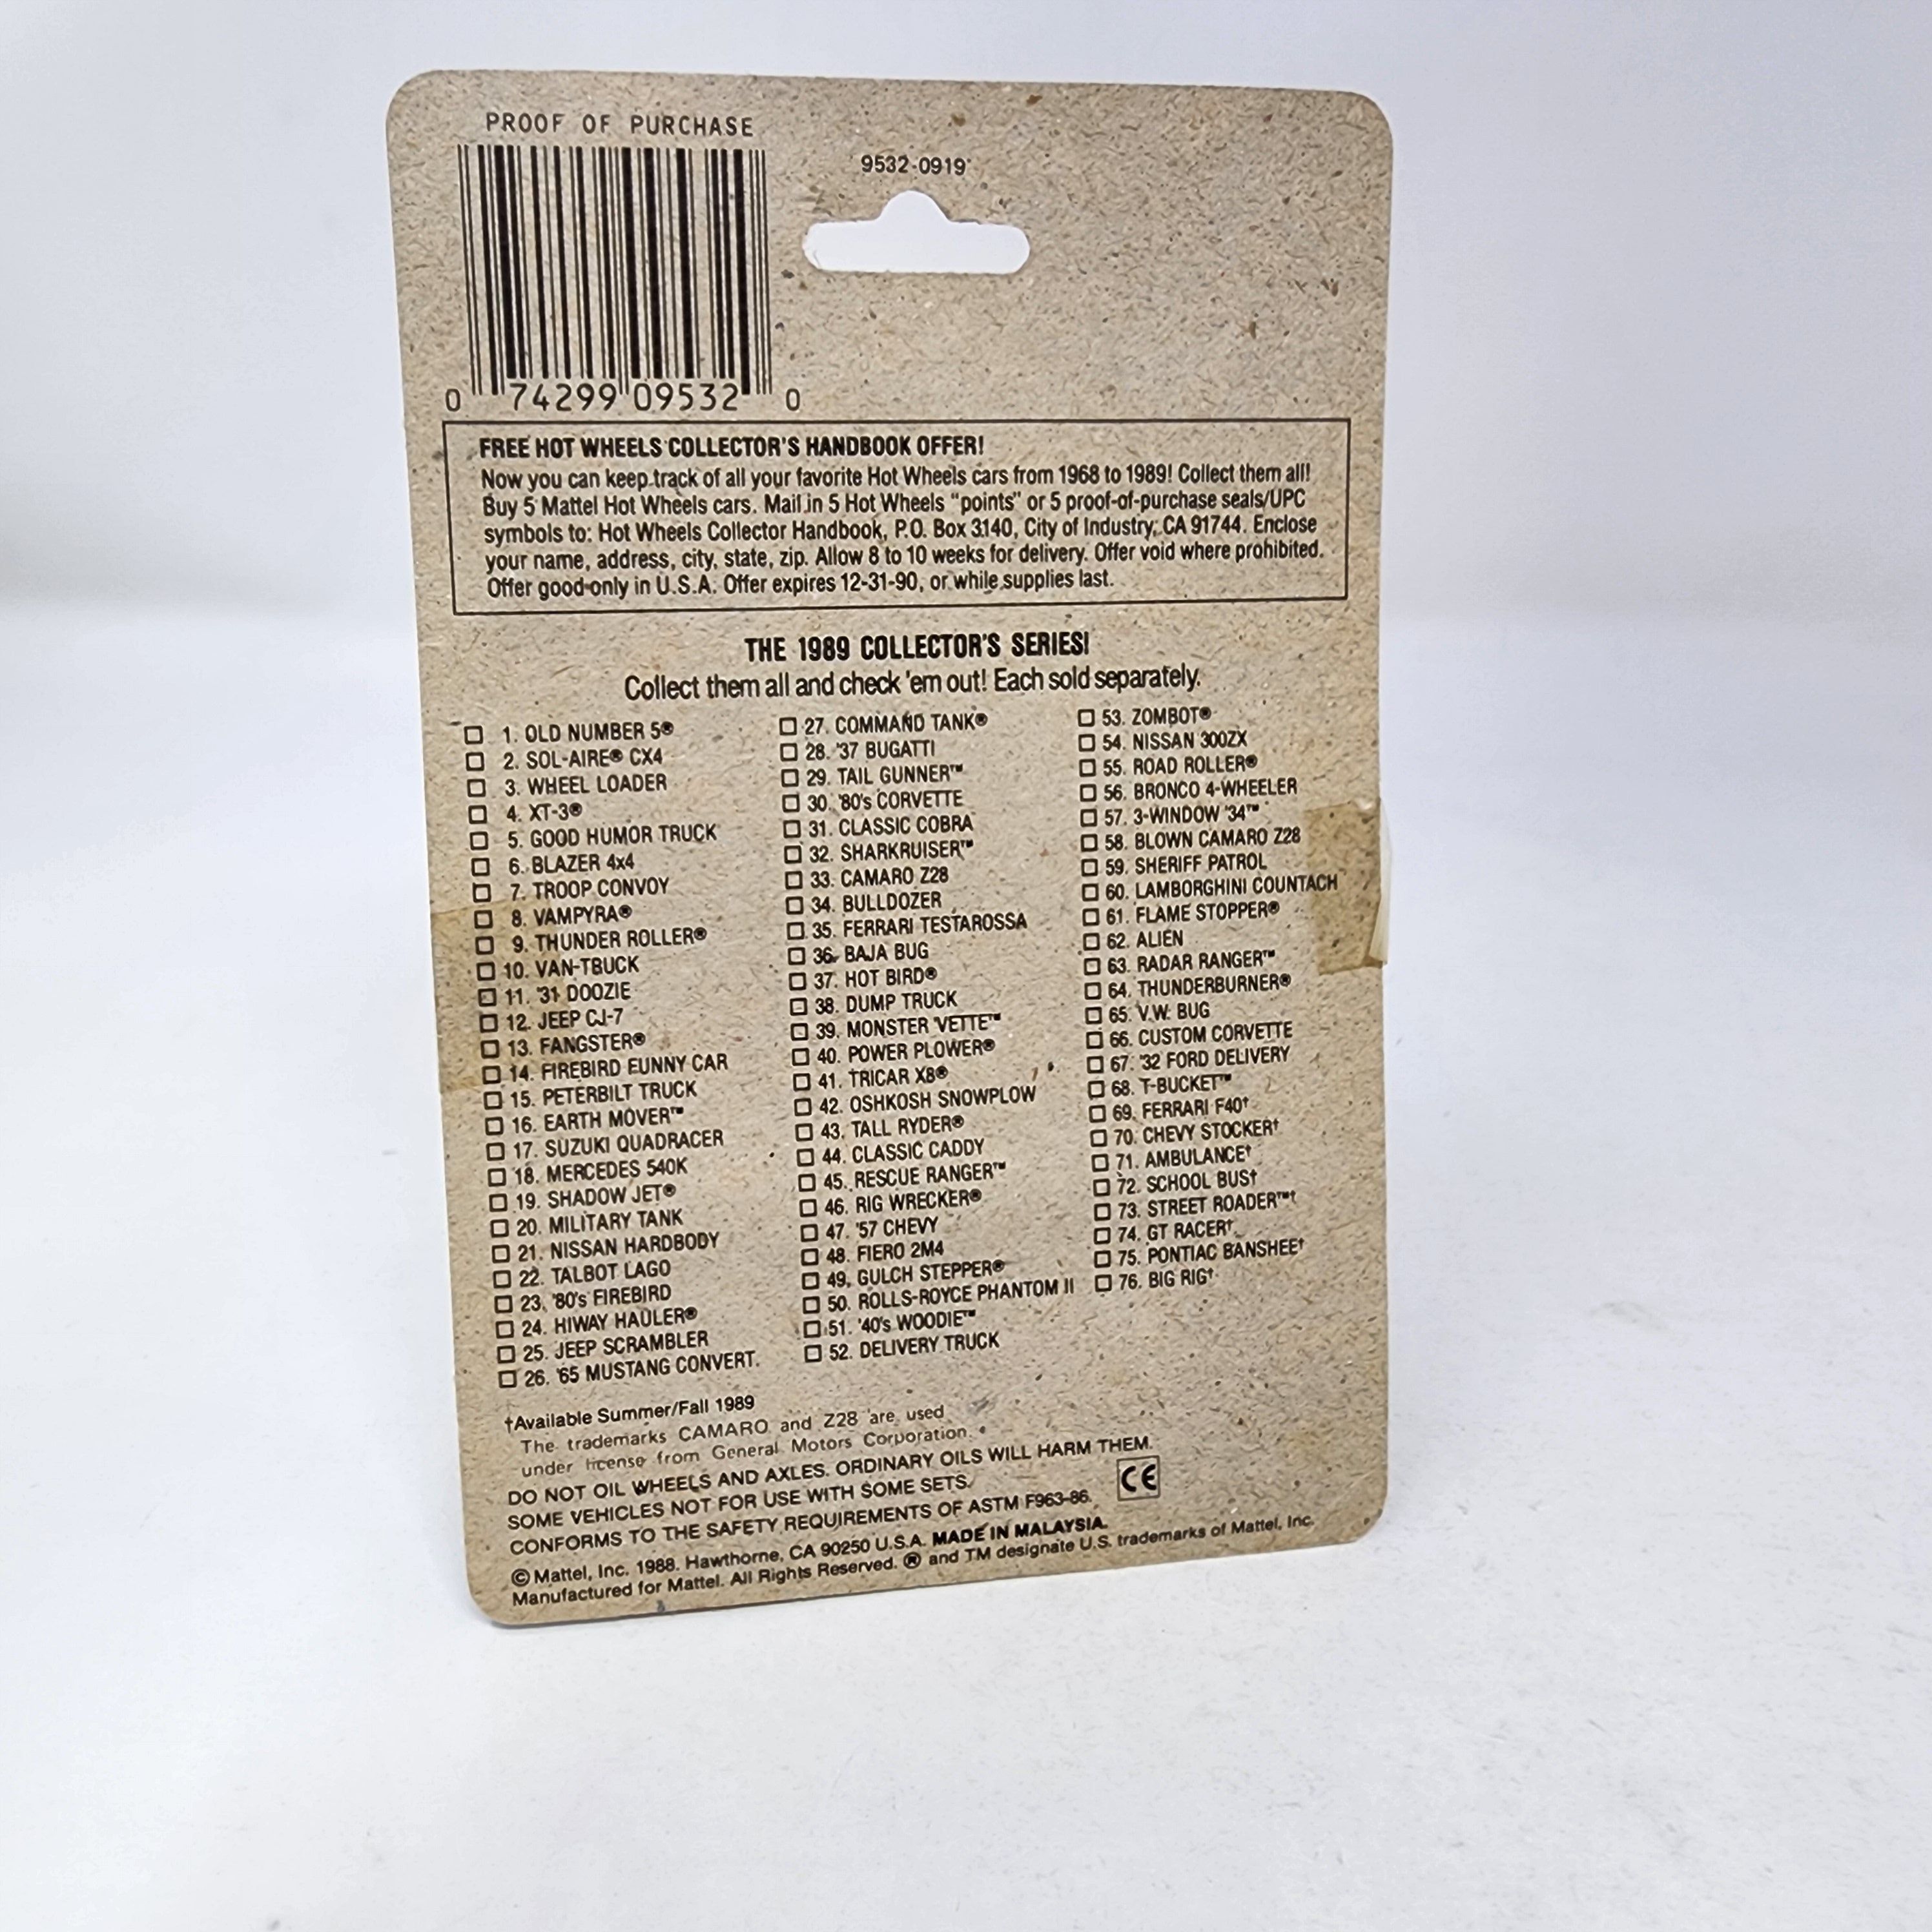 PROOF OF PURCHASE
9532-0919
0 74299 09532 0
FREE HOT WHEELS COLLECTOR'S HANDBOOK OFFER!
Now you can keep track of all your favorite Hot Wheels cars from 1968 to 1989! Collect them all!
Buy 5 Mattel Hot Wheels cars. Mail in 5 Hot Wheels "points" or 5 proof-of-purchase seals/UPC
symbols to: Hot Wheels Collector Handbook, P.O. Box 3140, City of Industry, CA 91744. Enclose
your name, address, city, state, zip. Allow 8 to 10 weeks for delivery. Offer void where prohibited.
Offer good only in U.S.A. Offer expires 12-31-90, or while supplies last.
THE 1989 COLLECTOR'S SERIES!
Collect them all and check 'em out! Each sold separately.
1. OLD NUMBER 5®
2. SOL-AIRE® CX4
3. WHEEL LOADER
4. XT-3®
5. GOOD HUMOR TRUCK
6. BLAZER 4x4
7. TROOP CONVOY
8. VAMPYRA®
9. THUNDER ROLLER®
10. VAN-TBUCK
11. '31 DOOZIE
12. JEEP CJ-7
13. FANGSTER®
14. FIREBIRD FUNNY CAR
15. PETERBILT TRUCK
16. EARTH MOVER™
17. SUZUKI QUADRACER
18. MERCEDES 540K
19. SHADOW JET®
20. MILITARY TANK
21. NISSAN HARDBODY
22. TALBOT LAGO
23. '80's FIREBIRD
24. HIWAY HAULER®
25. JEEP SCRAMBLER
26. '65 MUSTANG CONVERT.
27. COMMAND TANK®
28. '37 BUGATTI
29. TAIL GUNNER™
30. '80's CORVETTE
31. CLASSIC COBRA
32. SHARKRUISER™
33. CAMARO Z28
34. BULLDOZER
35. FERRARI TESTAROSSA
36. BAJA BUG
37. HOT BIRD®
38. DUMP TRUCK
39. MONSTER VETTE™
40. POWER PLOWER®
41. TRICAR X8®
42. OSHKOSH SNOWPLOW
43. TALL RYDER®
44. CLASSIC CADDY
45. RESCUE RANGER™
46. RIG WRECKER®
47. '57 CHEVY
48. FIERO 2M4
49. GULCH STEPPER®
50. ROLLS-ROYCE PHANTOM II
51. '40's WOODIE™
52. DELIVERY TRUCK
53. ZOMBOT®
54. NISSAN 300ZX
55. ROAD ROLLER®
56. BRONCO 4-WHEELER
57. 3-WINDOW '34™
58. BLOWN CAMARO Z28
59. SHERIFF PATROL
60. LAMBORGHINI COUNTACH
61. FLAME STOPPER®
62. ALIEN
63. RADAR RANGER™
64. THUNDERBURNER®
65. V.W. BUG
66. CUSTOM CORVETTE
67. '32 FORD DELIVERY
68. T-BUCKET™
69. FERRARI F40†
70. CHEVY STOCKER†
71. AMBULANCE†
72. SCHOOL BUS†
73. STREET ROADER™†
74. GT RACER†
75. PONTIAC BANSHEE†
76. BIG RIG†
†Available Summer/Fall 1989
The trademarks CAMARO and Z28 are used
under license from General Motors Corporation.
DO NOT OIL WHEELS AND AXLES. ORDINARY OILS WILL HARM THEM.
SOME VEHICLES NOT FOR USE WITH SOME SETS.
CONFORMS TO THE SAFETY REQUIREMENTS OF ASTM F963-86.
CE
© Mattel, Inc. 1988. Hawthorne, CA 90250 U.S.A. MADE IN MALAYSIA.
Manufactured for Mattel. All Rights Reserved. ® and TM designate U.S. trademarks of Mattel, Inc.